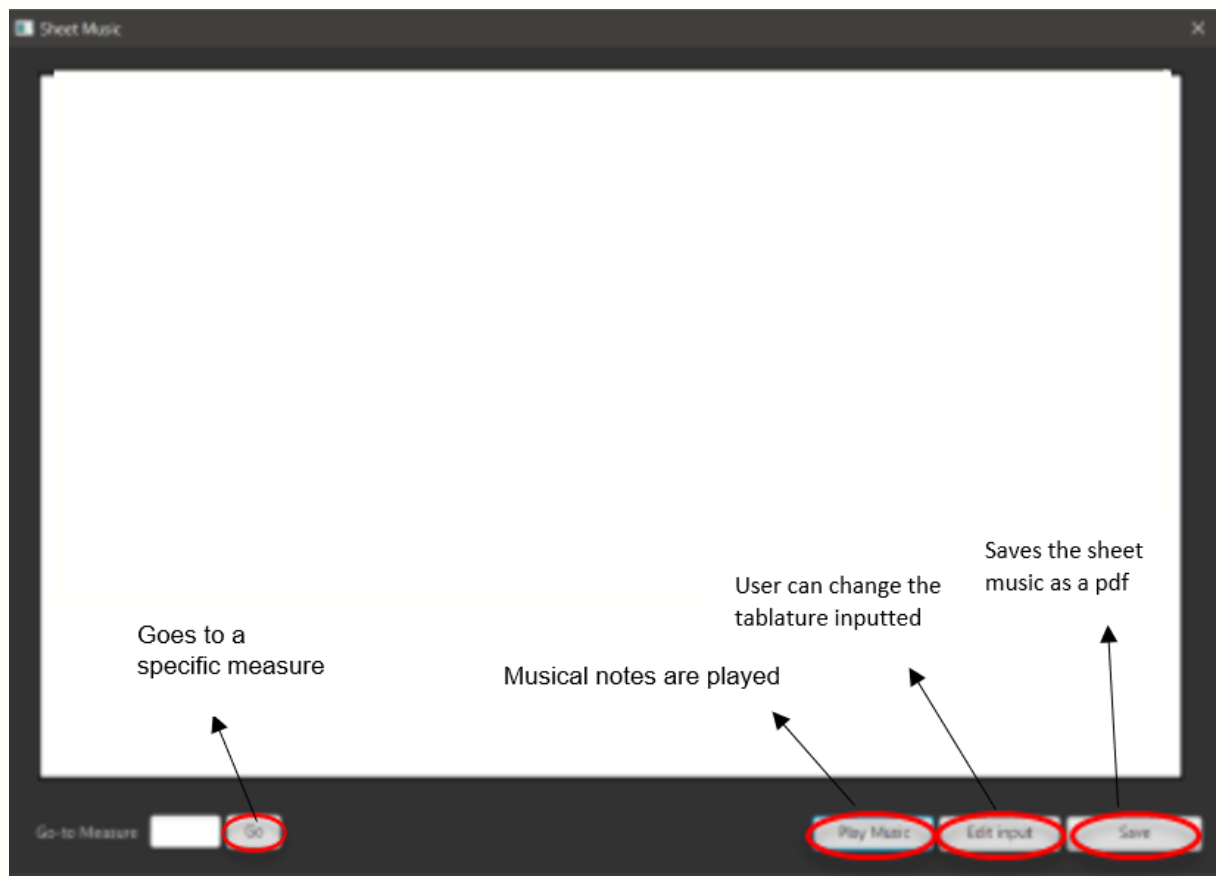 Sheet Music
Saves the sheet
music as a pdf
User can change the
tablature inputted
Goes to a
specific measure
Musical notes are played
Go-to Measure
Go
Play Music
Edit input
Save